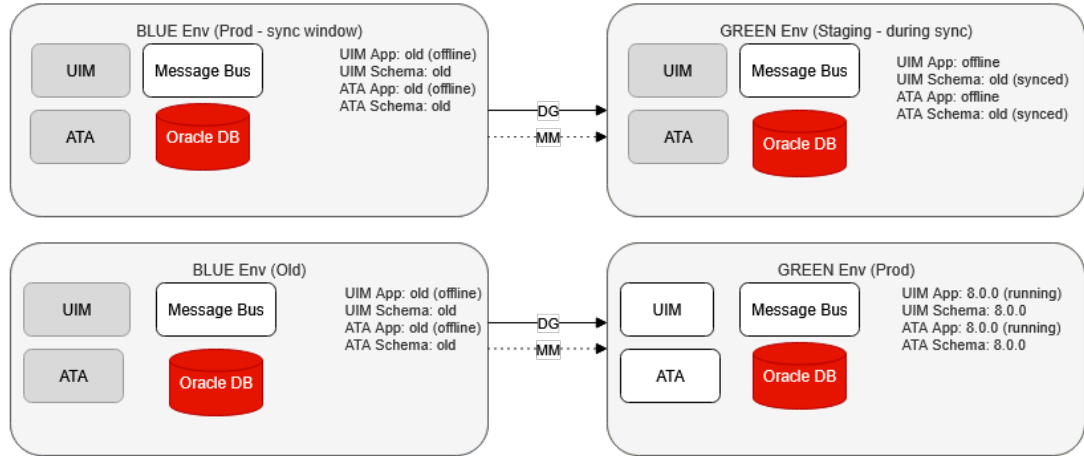 BLUE Env (Prod - sync window)
UIM
Message Bus
ATA
Oracle DB
UIM App: old (offline)
UIM Schema: old
ATA App: old (offline)
ATA Schema: old
DG
MM
GREEN Env (Staging - during sync)
UIM
Message Bus
ATA
Oracle DB
UIM App: offline
UIM Schema: old (synced)
ATA App: offline
ATA Schema: old (synced)
BLUE Env (Old)
UIM
Message Bus
ATA
Oracle DB
UIM App: old (offline)
UIM Schema: old
ATA App: old (offline)
ATA Schema: old
DG
MM
GREEN Env (Prod)
UIM
Message Bus
ATA
Oracle DB
UIM App: 8.0.0 (running)
UIM Schema: 8.0.0
ATA App: 8.0.0 (running)
ATA Schema: 8.0.0